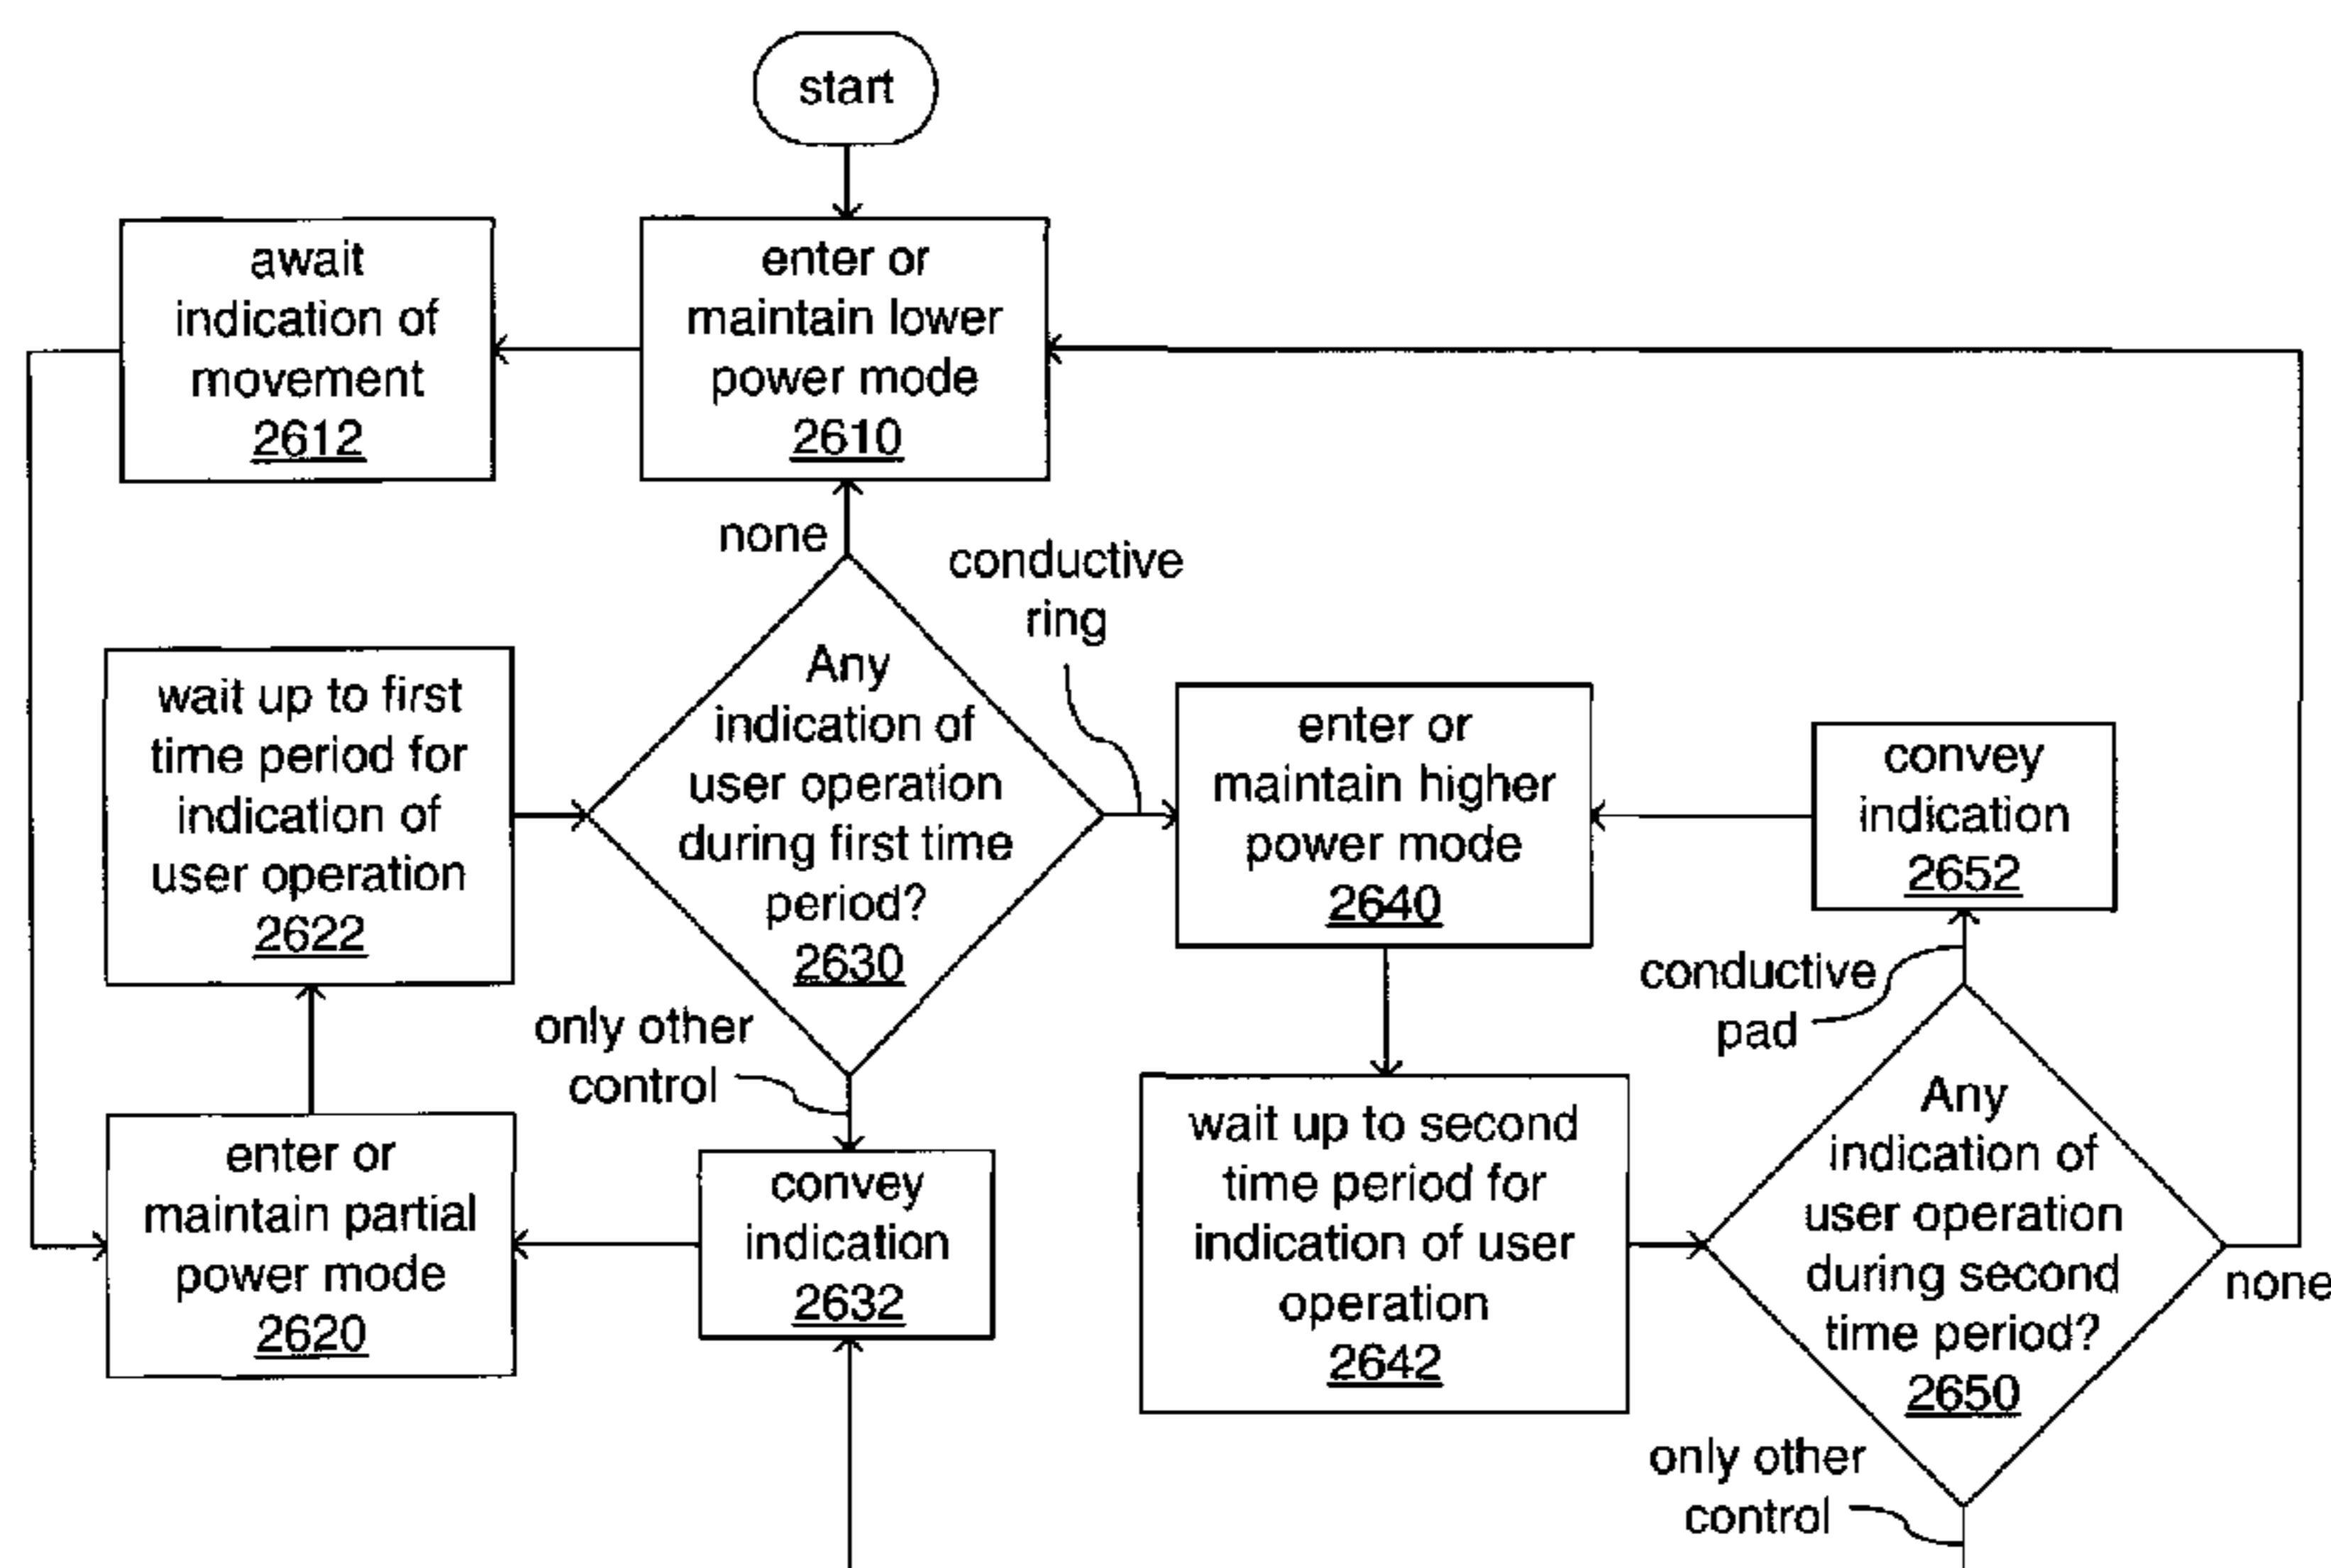 start
await
indication of
movement
2612
enter or
maintain lower
power mode
2610
none
conductive
ring
wait up to first
time period for
indication of
user operation
2622
Any
indication of
user operation
during first time
period?
2630
enter or
maintain higher
power mode
2640
convey
indication
2652
conductive
pad
only other
control
enter or
maintain partial
power mode
2620
convey
indication
2632
wait up to second
time period for
indication of user
operation
2642
Any
indication of
user operation
during second
time period?
2650
none
only other
control